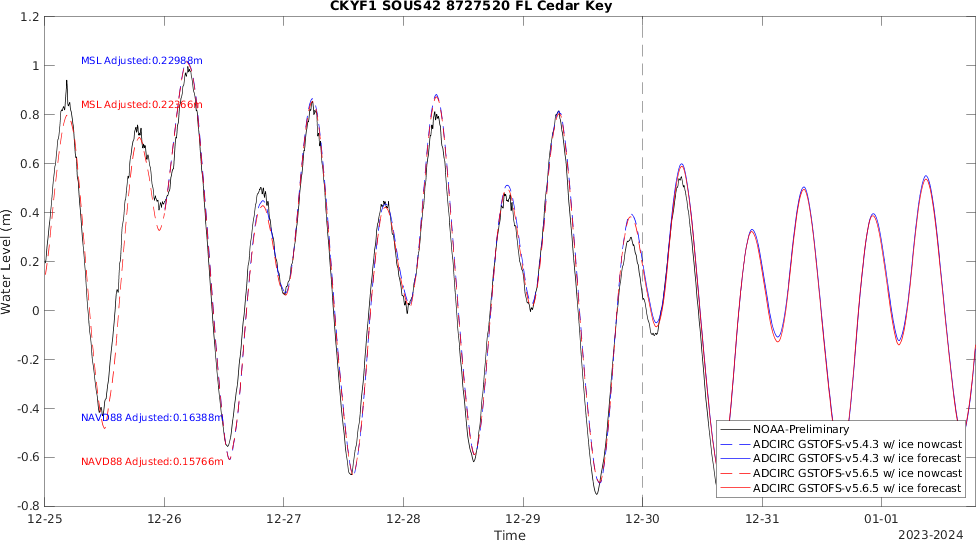 CKYF1 SOUS42 8727520 FL Cedar Key
1.2
1
0.8
0.6
0.4
0.2
0
-0.2
-0.4
-0.6
-0.8
Water Level (m)
MSL Adjusted:0.22988m
MSL Adjusted:0.22366m
NAVD88 Adjusted:0.16388m
NAVD88 Adjusted:0.15766m
NOAA-Preliminary
ADCIRC GSTOFS-v5.4.3 w/ ice nowcast
ADCIRC GSTOFS-v5.4.3 w/ ice forecast
ADCIRC GSTOFS-v5.6.5 w/ ice nowcast
ADCIRC GSTOFS-v5.6.5 w/ ice forecast
12-25 12-26 12-27 12-28 12-29 12-30 12-31 01-01
Time
2023-2024